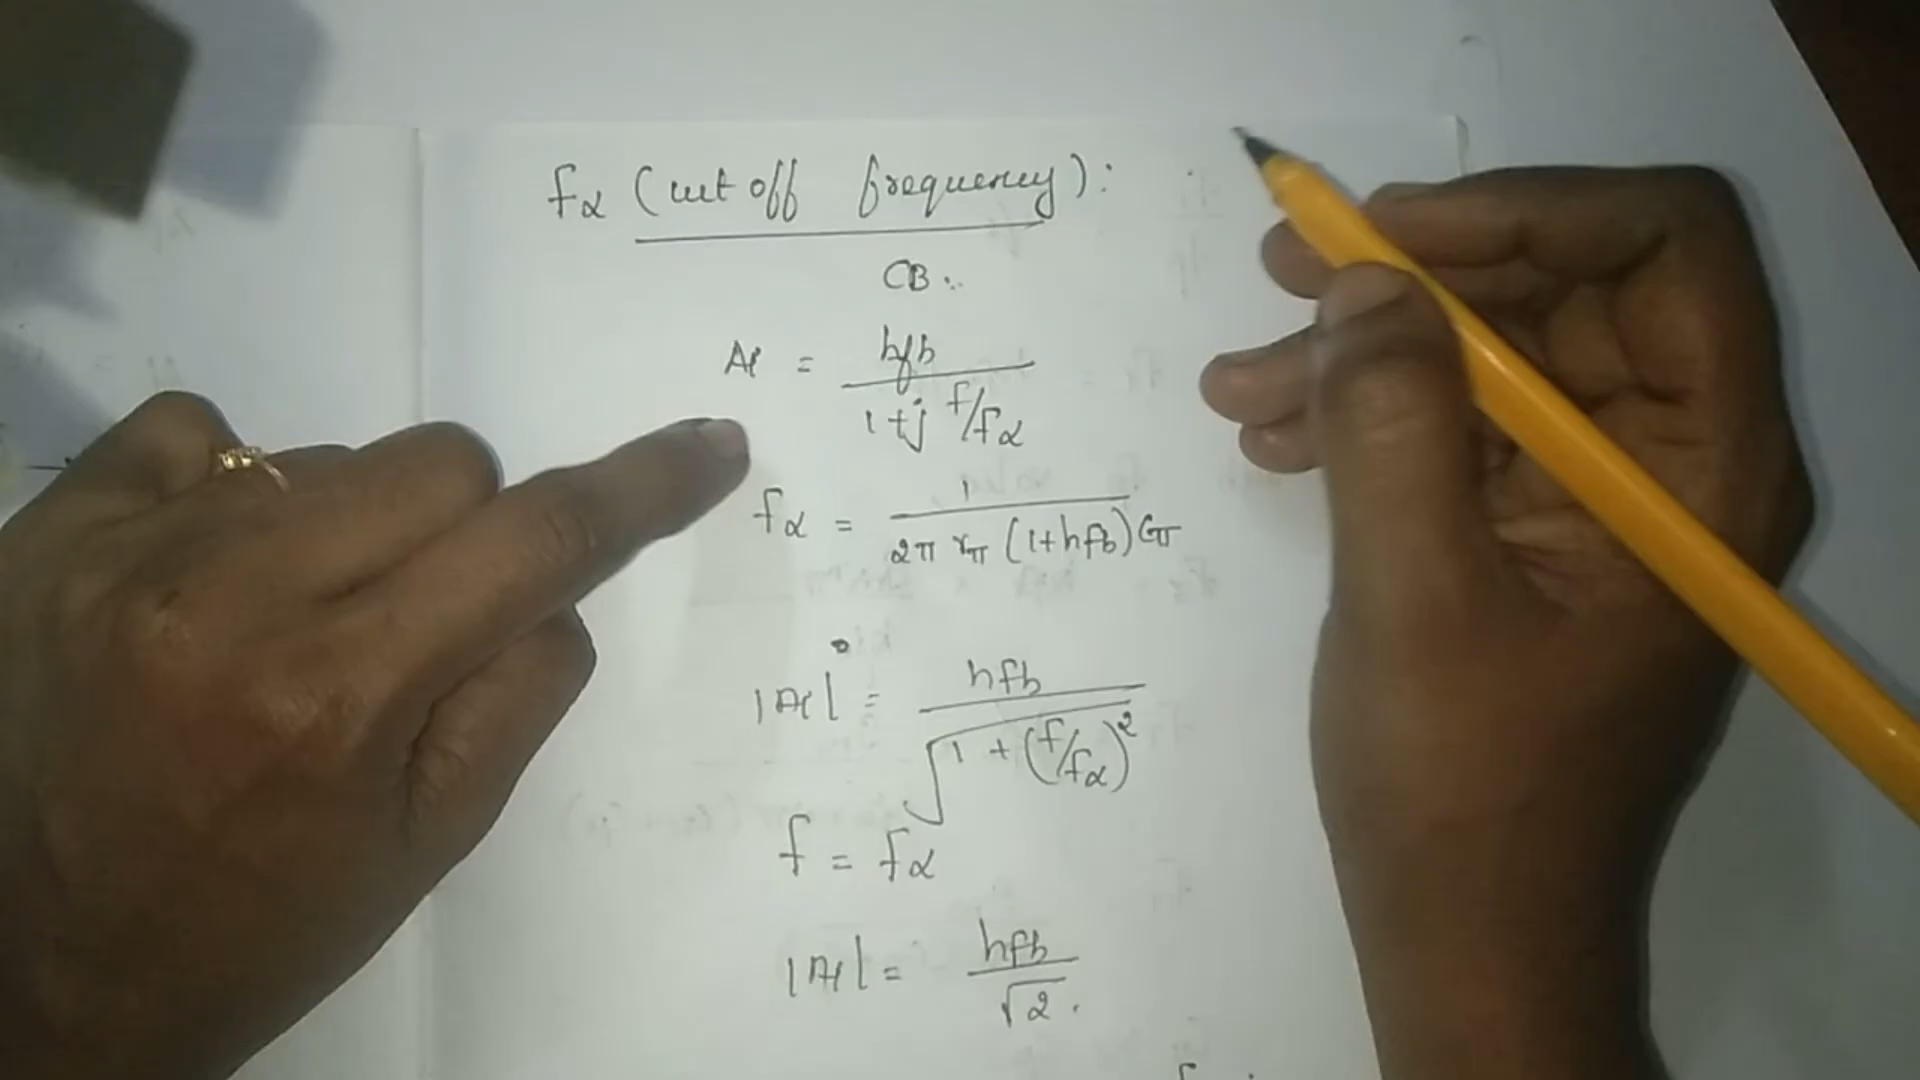 fα (cut off frequency):
CB.
AI = hfb / 1+j f/fα
fα = 1 / 2π rπ (1+hfb) Cπ
|AI| = hfb / √1 + (f/fα)²
f = fα
|AI| = hfb / √2.